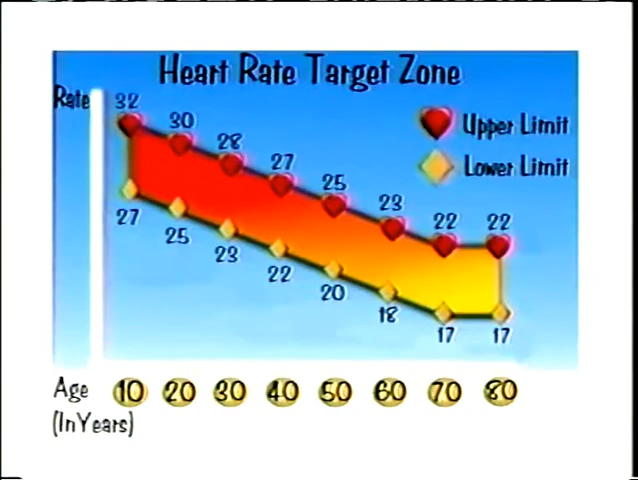 Heart Rate Target Zone
Rate
32 30 28 27 25 23 22 22
Upper Limit
Lower Limit
27 25 23 22 20 18 17 17
Age 10 20 30 40 50 60 70 80
(In Years)